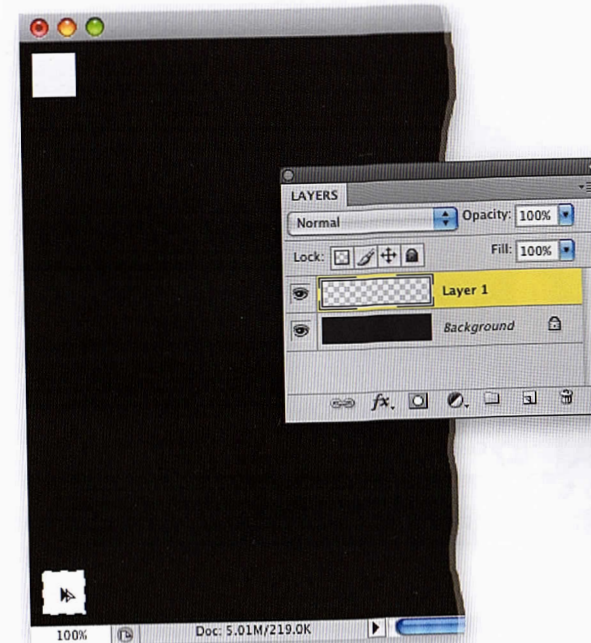 LAYERS
Normal
Opacity: 100%
Lock:
Fill: 100%
Layer 1
Background
fx.
100%
Doc: 5.01M/219.0K